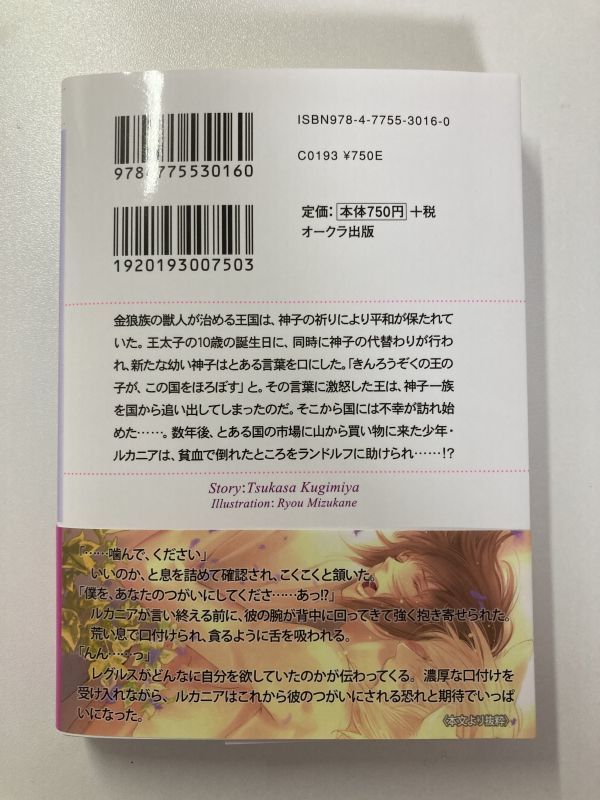 ISBN978-4-7755-3016-0
C0193 ¥750E
9784775530160
定価：本体750円＋税
オークラ出版
1920193007503
金狼族の獣人が治める王国は、神子の祈りにより平和が保たれて
いた。王太子の10歳の誕生日に、同時に神子の代替わりが行わ
れ、新たな幼い神子はとある言葉を口にした。「きんろうぞくの王の
子が、この国をほろぼす」と。その言葉に激怒した王は、神子一族
を国から追い出してしまったのだ。そこから国には不幸が訪れ始
めた……。数年後、とある国の市場に山から買い物に来た少年・
ルカニアは、貧血で倒れたところをランドルフに助けられ……!?
Story:Tsukasa Kugimiya
Illustration: Ryou Mizukane
「……噛んで、ください」
いいのか、と息を詰めて確認され、こくこくと頷いた。
「僕を、あなたのつがいにしてくださ……あっ!?」
ルカニアが言い終える前に、彼の腕が背中に回ってきて強く抱き寄せられた。
荒い息で口付けられ、貪るように舌を吸われる。
「んん……っ」
レグルスがどんなに自分を欲していたのかが伝わってくる。濃厚な口付けを
受け入れながら、ルカニアはこれから彼のつがいにされる恐れと期待でいっぱ
いになった。
〈本文より抜粋〉